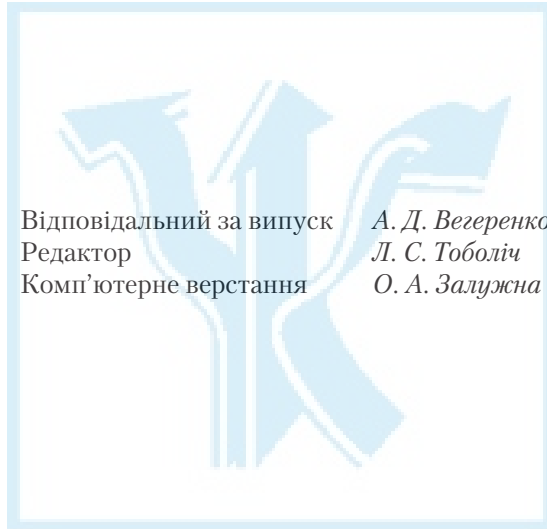 Відповідальний за випуск А. Д. Вегеренко
Редактор Л. С. Тоболіч
Комп’ютерне верстання О. А. Залужна